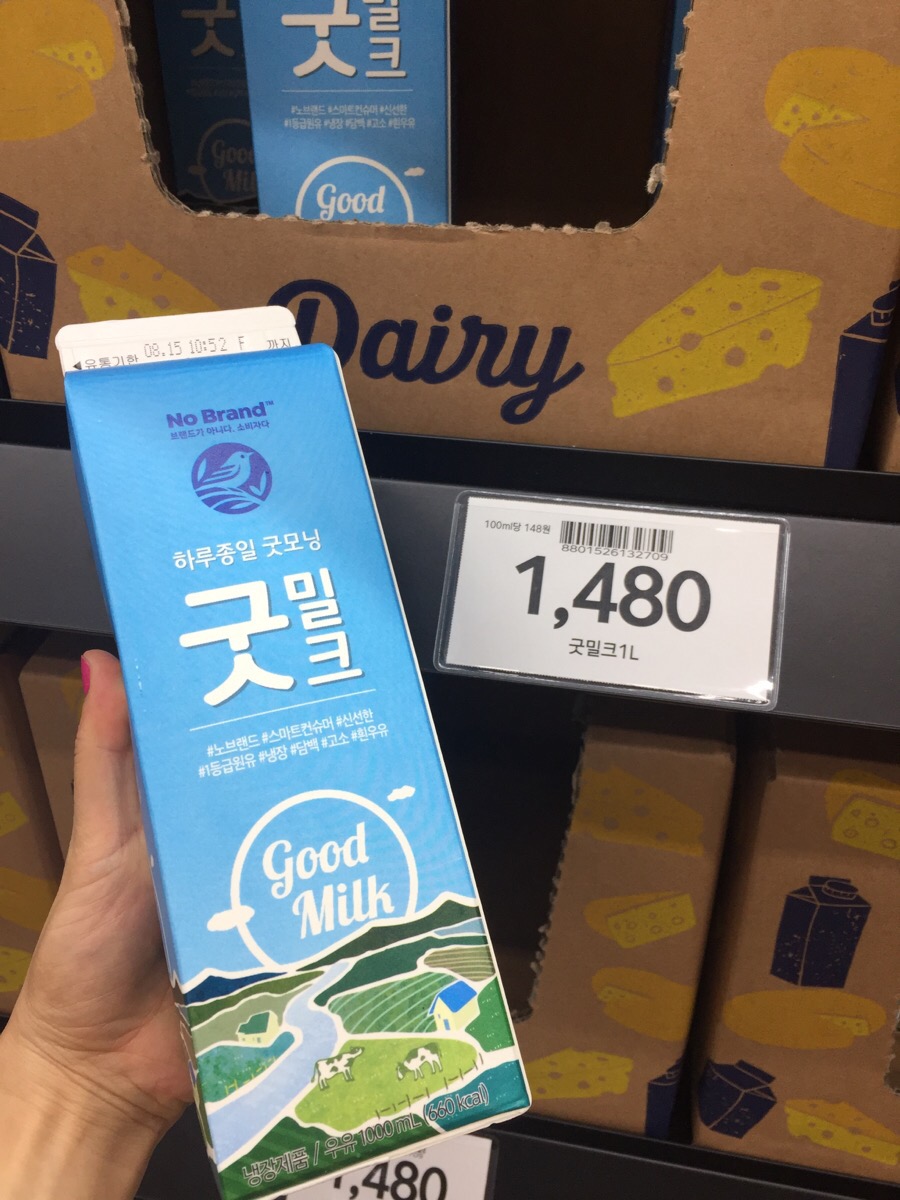 굿밀크
#노브랜드 #스마트컨슈머 #신선한
#1등급원유 #냉장 #담백 #고소 #흰우유
Good
Good
Mil
Dairy
◀유통기한 08.15 10:52 F 까지
No Brand™
브랜드가 아니다. 소비자다
하루종일 굿모닝
굿밀크
#노브랜드 #스마트컨슈머 #신선한
#1등급원유 #냉장 #담백 #고소 #흰우유
Good
Milk
냉장제품 / 우유 1000 mL (660 kcal)
100ml당 148원
8801526132709
1,480
굿밀크1L
1,480